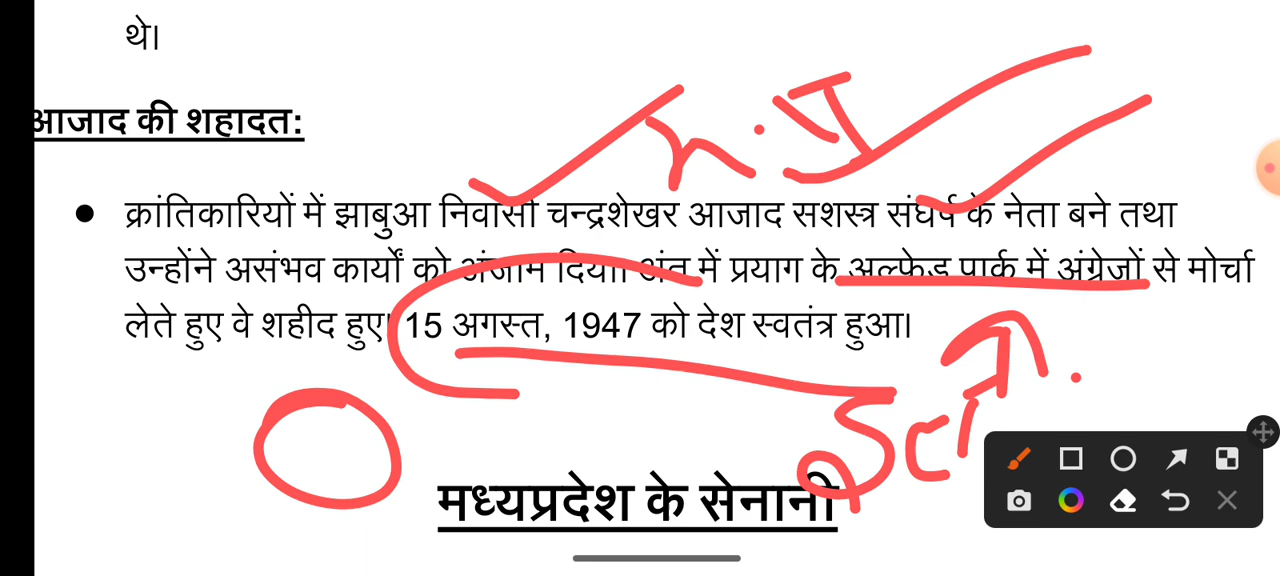 थे।
आजाद की शहादत:
● क्रांतिकारियों में झाबुआ निवासी चन्द्रशेखर आजाद सशस्त्र संघर्ष के नेता बने तथा
उन्होंने असंभव कार्यों को अंजाम दिया। अंत में प्रयाग के अल्फ्रेड पार्क में अंग्रेजों से मोर्चा
लेते हुए वे शहीद हुए। 15 अगस्त, 1947 को देश स्वतंत्र हुआ।
मध्यप्रदेश के सेनानी